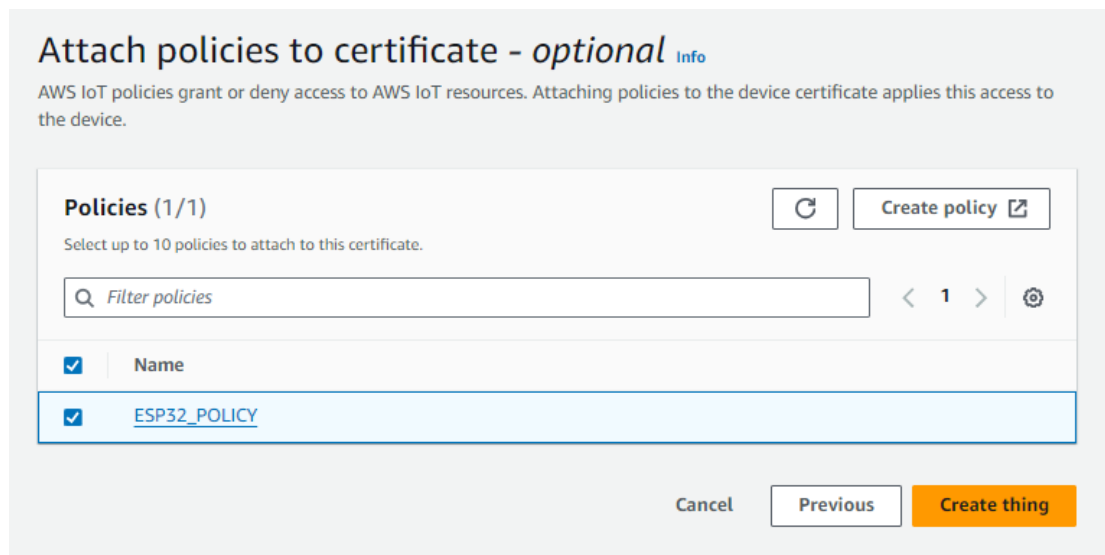 Attach policies to certificate - optional Info
AWS IoT policies grant or deny access to AWS IoT resources. Attaching policies to the device certificate applies this access to
the device.
Policies (1/1)
Create policy
Select up to 10 policies to attach to this certificate.
Filter policies
1
Name
ESP32_POLICY
Cancel
Previous
Create thing